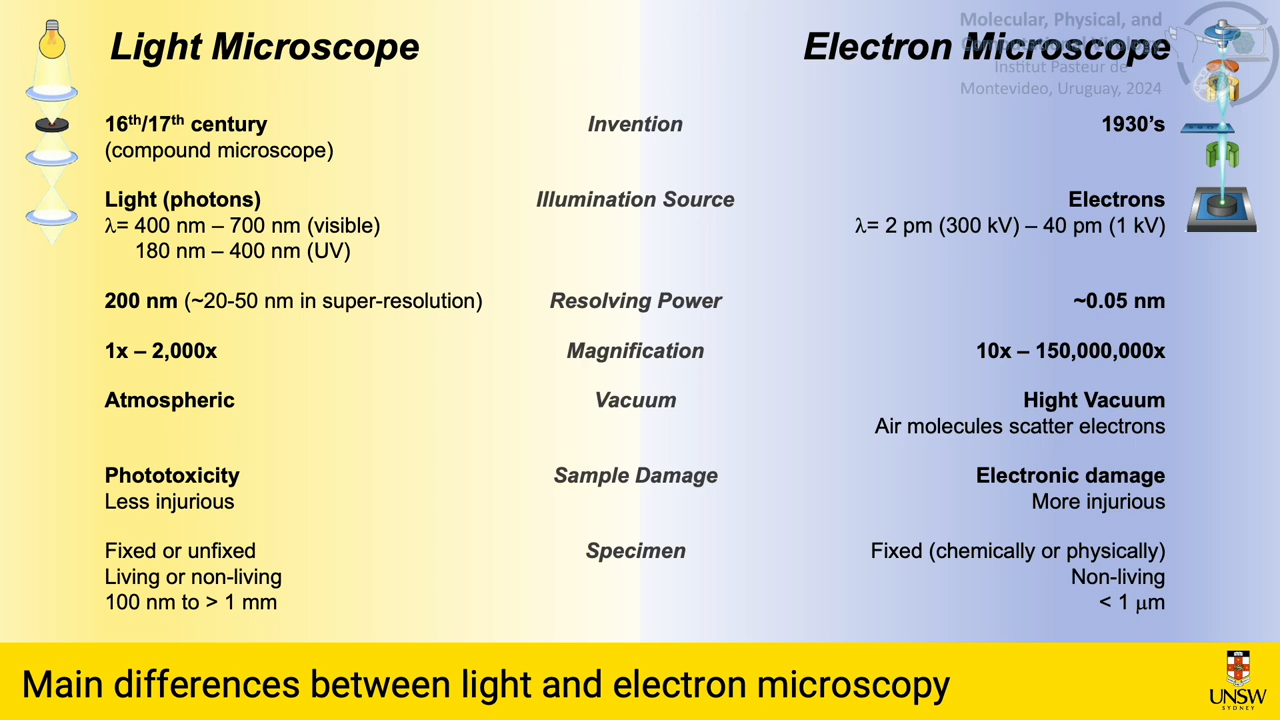 Light Microscope
Electron Microscope
Molecular, Physical, and
Computational Virology
Institut Pasteur de
Montevideo, Uruguay, 2024
16th/17th century
(compound microscope)
Invention
1930’s
Light (photons)
λ= 400 nm – 700 nm (visible)
180 nm – 400 nm (UV)
Illumination Source
Electrons
λ= 2 pm (300 kV) – 40 pm (1 kV)
200 nm (~20-50 nm in super-resolution)
Resolving Power
~0.05 nm
1x – 2,000x
Magnification
10x – 150,000,000x
Atmospheric
Vacuum
Hight Vacuum
Air molecules scatter electrons
Phototoxicity
Less injurious
Sample Damage
Electronic damage
More injurious
Fixed or unfixed
Living or non-living
100 nm to > 1 mm
Specimen
Fixed (chemically or physically)
Non-living
< 1 μm
Main differences between light and electron microscopy
UNSW
SYDNEY